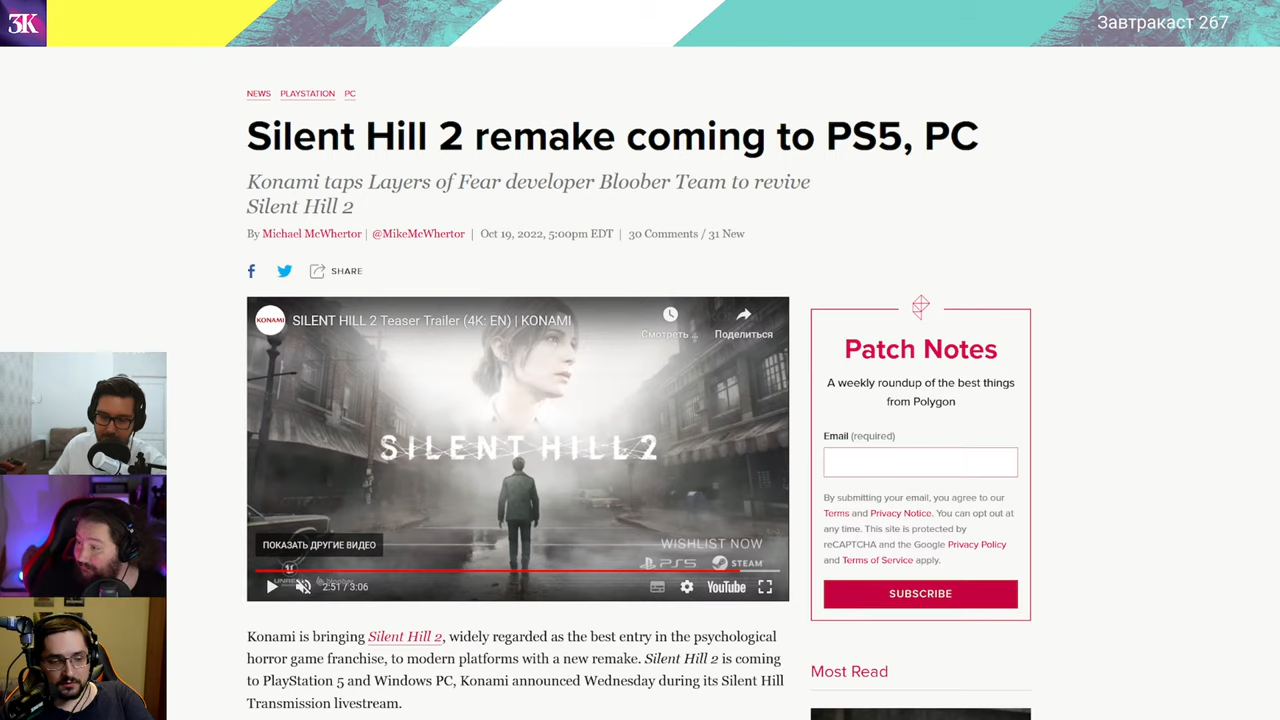 3K
Завтракаст 267
NEWS PLAYSTATION PC
Silent Hill 2 remake coming to PS5, PC
Konami taps Layers of Fear developer Bloober Team to revive
Silent Hill 2
By Michael McWhertor | @MikeMcWhertor | Oct 19, 2022, 5:00pm EDT | 30 Comments / 31 New
SHARE
KONAMI
SILENT HILL 2 Teaser Trailer (4K: EN) | KONAMI
Смотреть ...
Поделиться
SILENT HILL 2
ПОКАЗАТЬ ДРУГИЕ ВИДЕО
WISHLIST NOW
PS5 STEAM
2:51 / 3:06
YouTube
Konami is bringing Silent Hill 2, widely regarded as the best entry in the psychological
horror game franchise, to modern platforms with a new remake. Silent Hill 2 is coming
to PlayStation 5 and Windows PC, Konami announced Wednesday during its Silent Hill
Transmission livestream.
Patch Notes
A weekly roundup of the best things
from Polygon
Email (required)
By submitting your email, you agree to our
Terms and Privacy Notice. You can opt out at
any time. This site is protected by
reCAPTCHA and the Google Privacy Policy
and Terms of Service apply.
SUBSCRIBE
Most Read